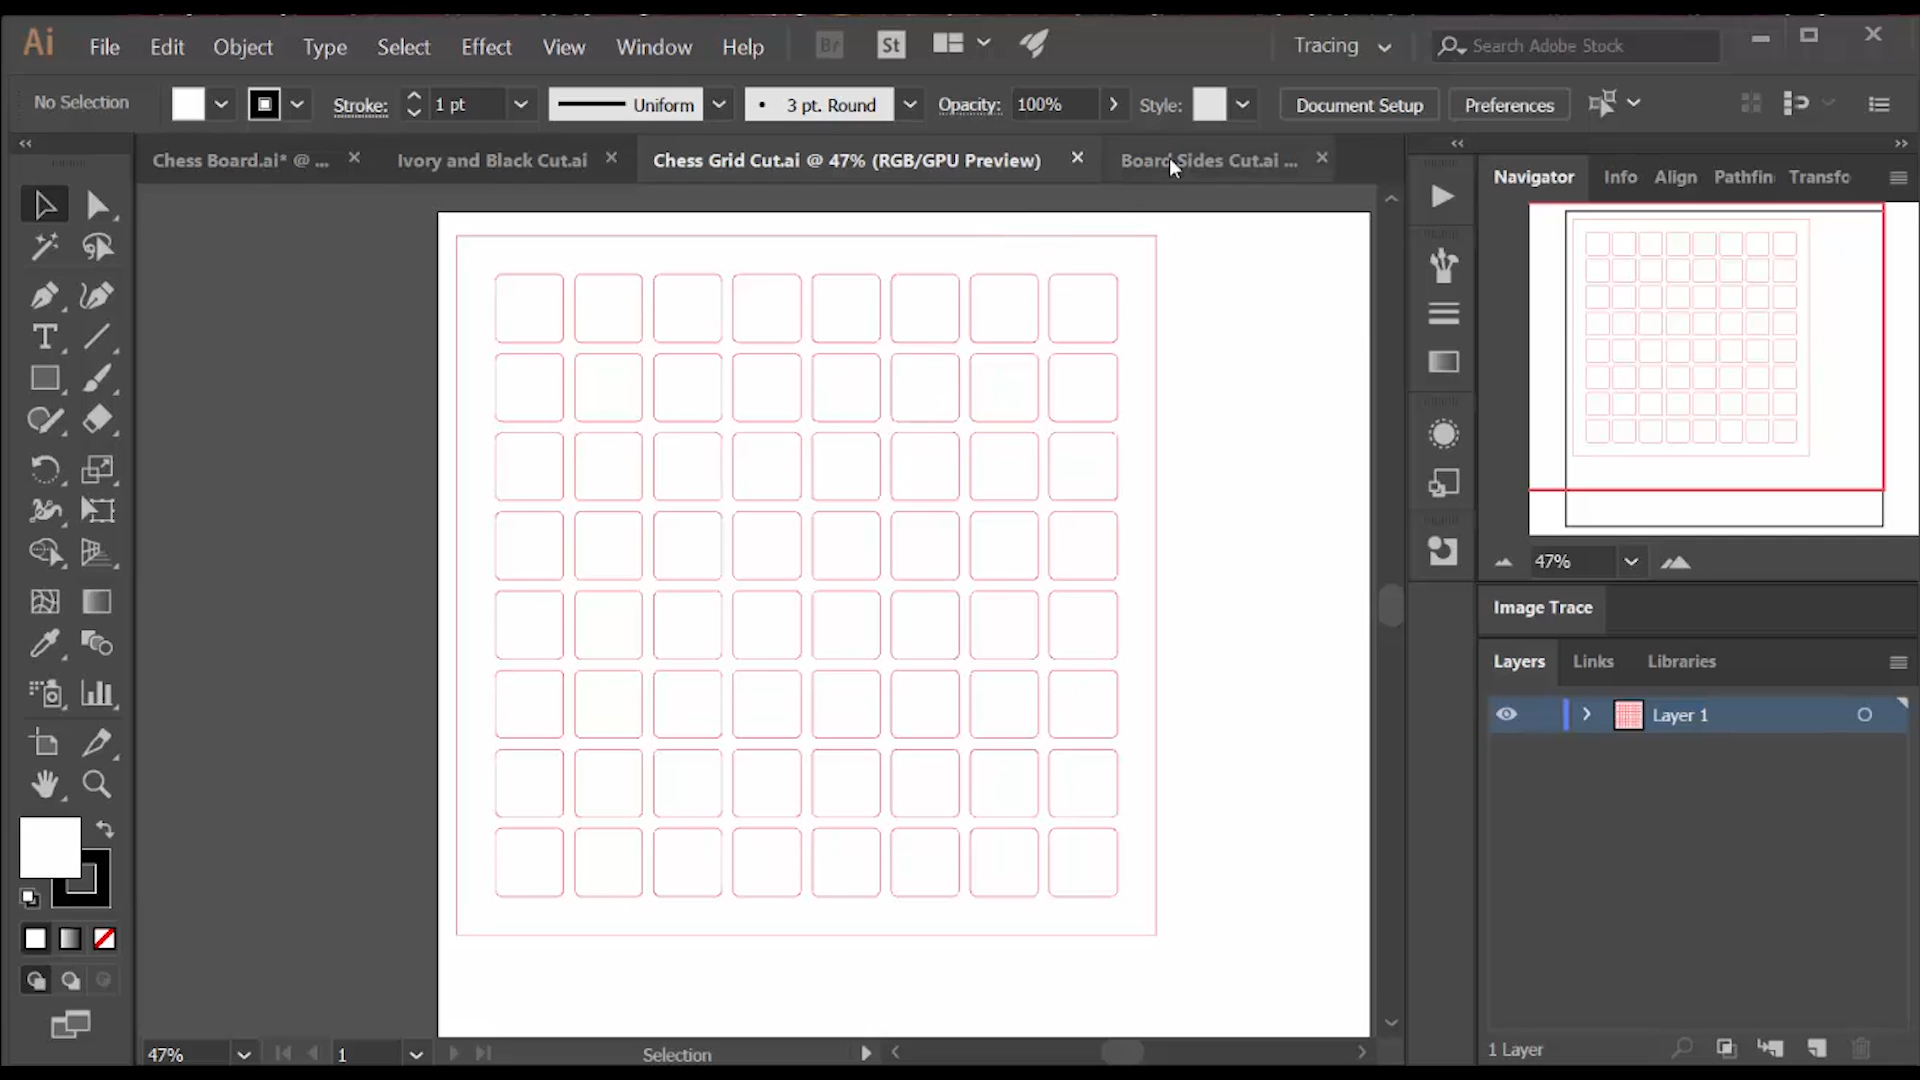 Ai File Edit Object Type Select Effect View Window Help Br St Tracing Search Adobe Stock
No Selection Stroke: 1 pt Uniform 3 pt. Round Opacity: 100% Style: Document Setup Preferences
Chess Board.ai* @ ... Ivory and Black Cut.ai Chess Grid Cut.ai @ 47% (RGB/GPU Preview) Board Sides Cut.ai ...
Navigator Info Align Pathfin Transfo
47%
Image Trace
Layers Links Libraries
Layer 1
1 Layer
47% 1 Selection